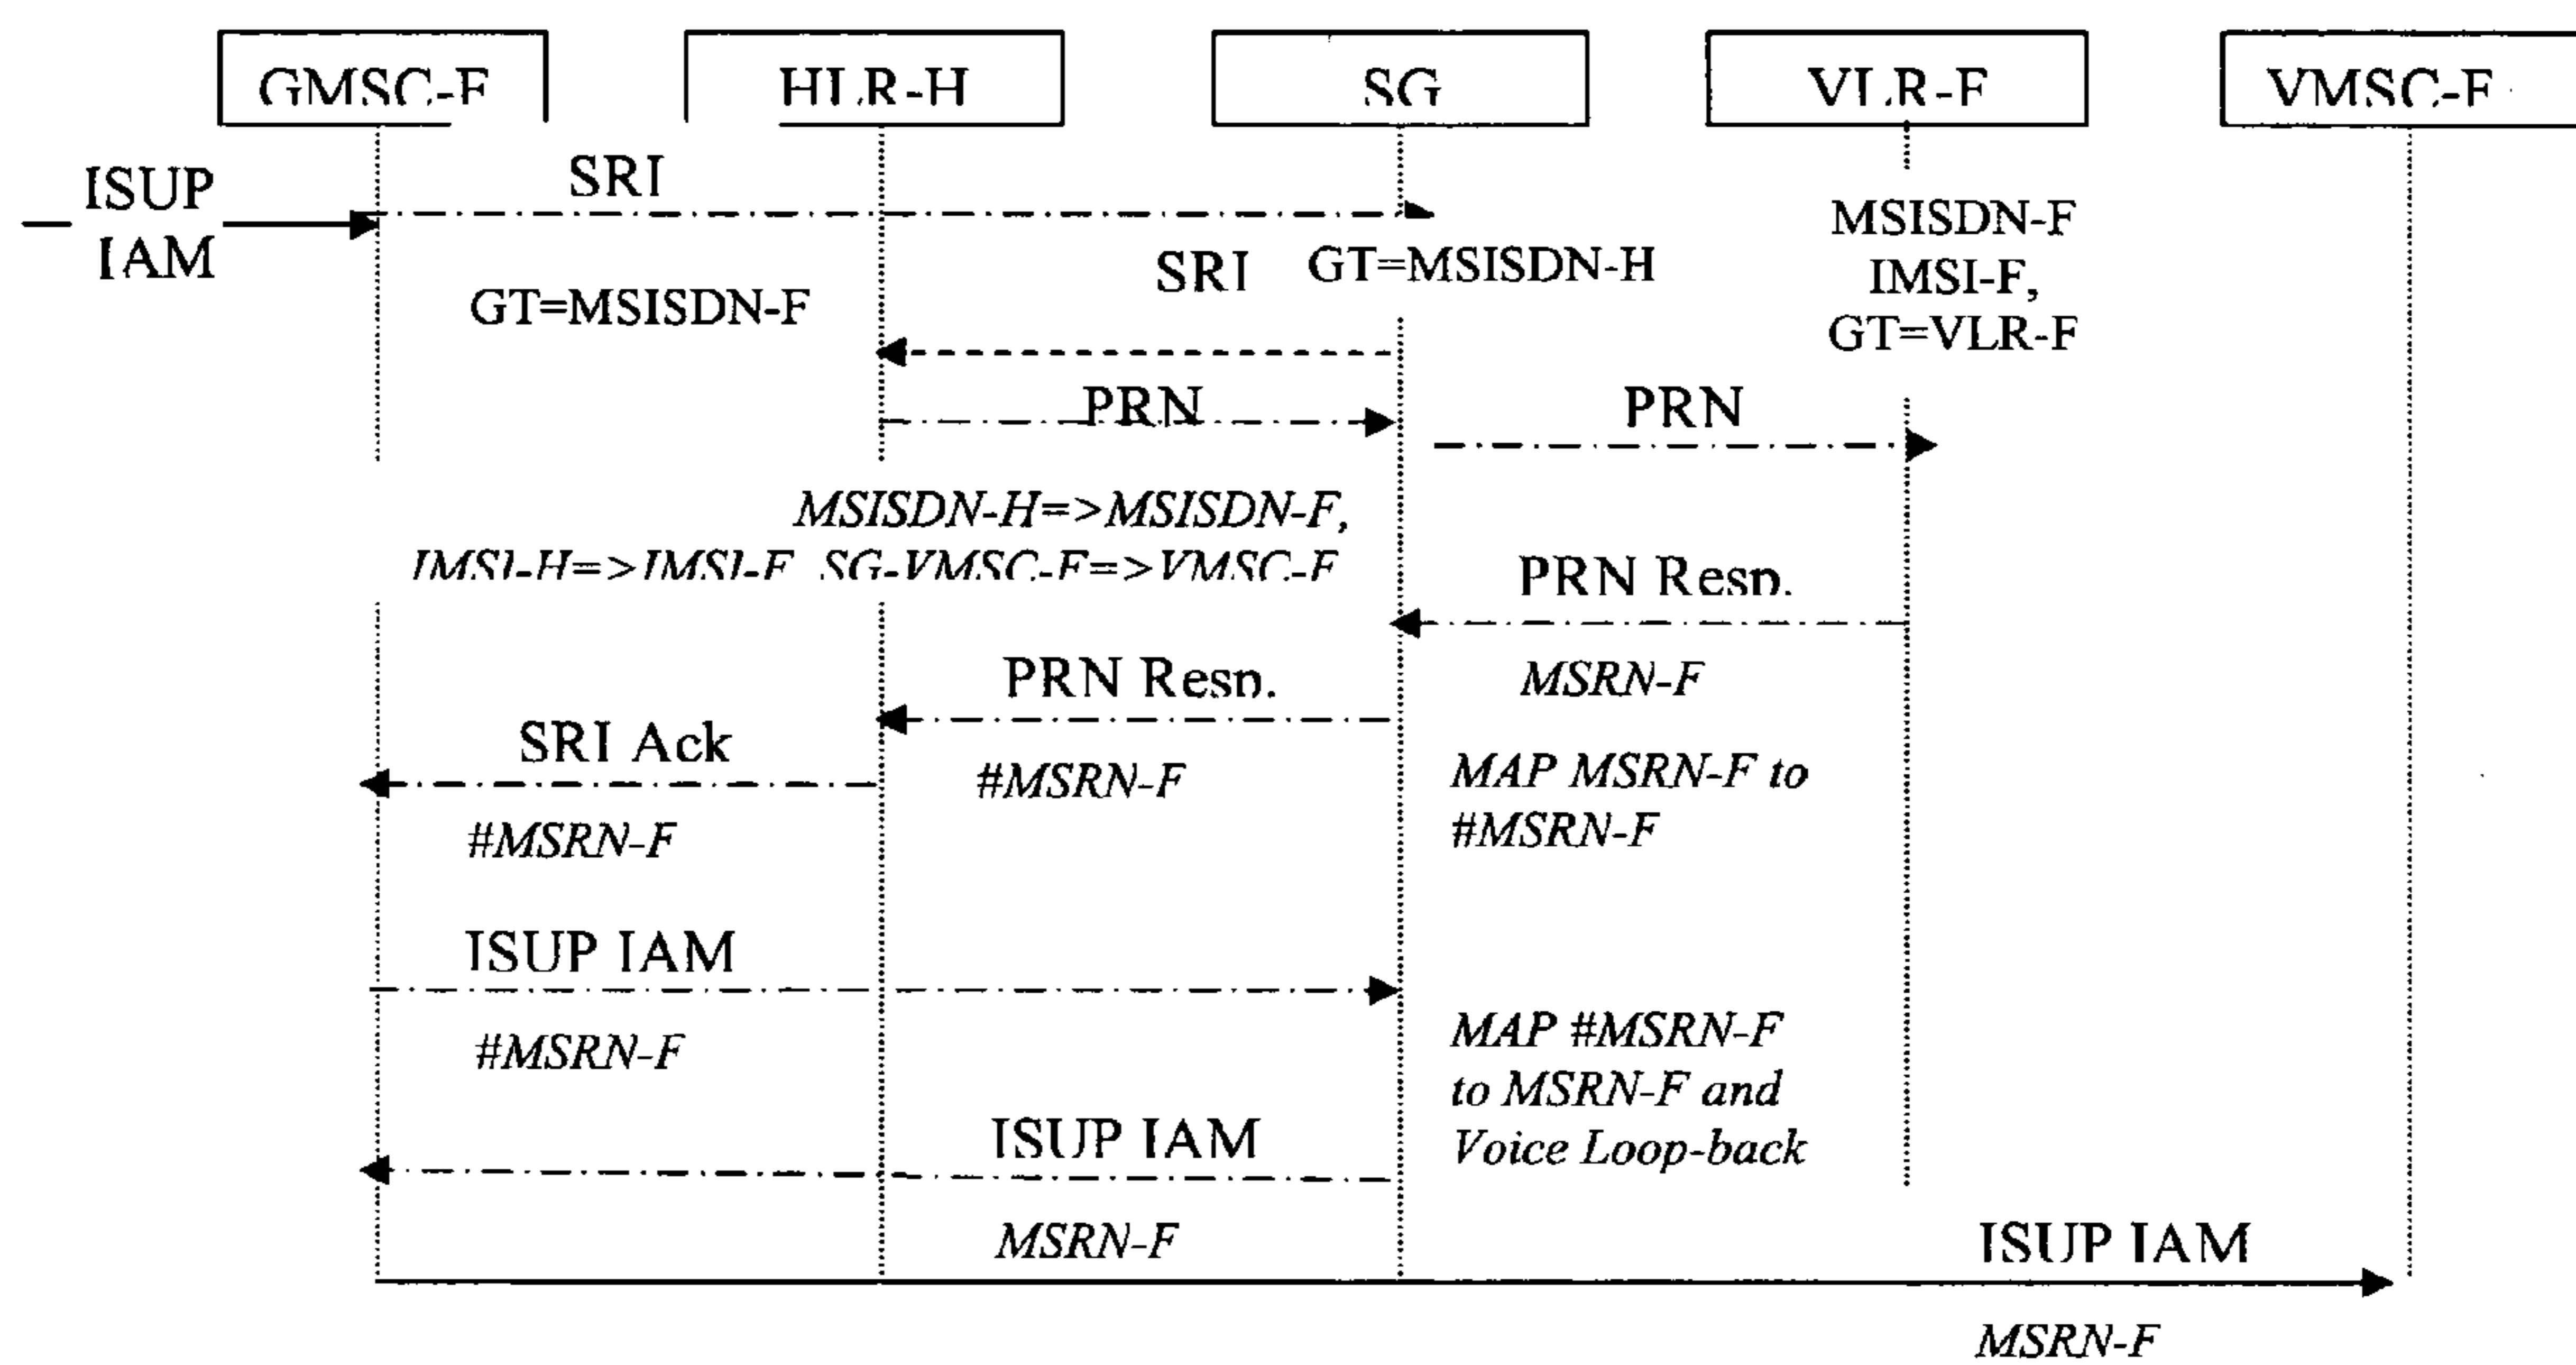 GMSC-F
HLR-H
SG
VLR-F
VMSC-F
ISUP
IAM
SRI
GT=MSISDN-F
SRI
GT=MSISDN-H
MSISDN-F
IMSI-F,
GT=VLR-F
PRN
PRN
MSISDN-H=>MSISDN-F,
IMSI-H=>IMSI-F SG-VMSC-F=>VMSC-F
PRN Resp.
MSRN-F
PRN Resp.
#MSRN-F
SRI Ack
#MSRN-F
MAP MSRN-F to
#MSRN-F
ISUP IAM
#MSRN-F
MAP #MSRN-F
to MSRN-F and
Voice Loop-back
ISUP IAM
MSRN-F
ISUP IAM
MSRN-F